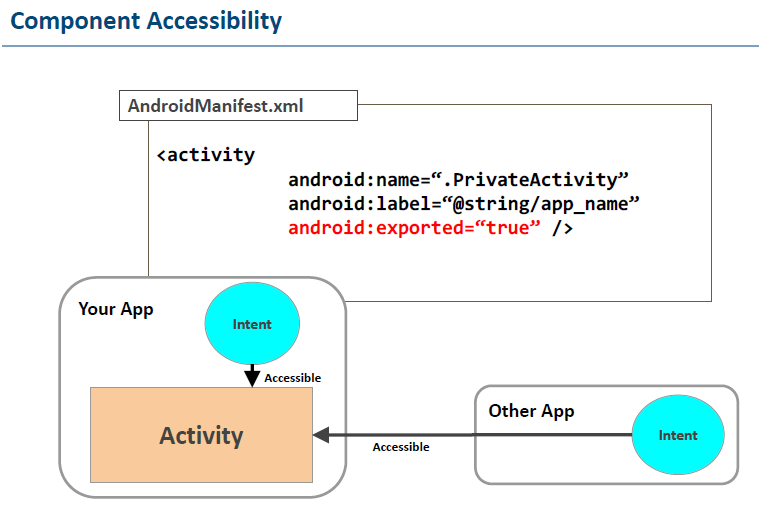 Component Accessibility
AndroidManifest.xml
<activity
android:name=“.PrivateActivity”
android:label=“@string/app_name”
android:exported=“true” />
Your App
Intent
Accessible
Activity
Other App
Intent
Accessible